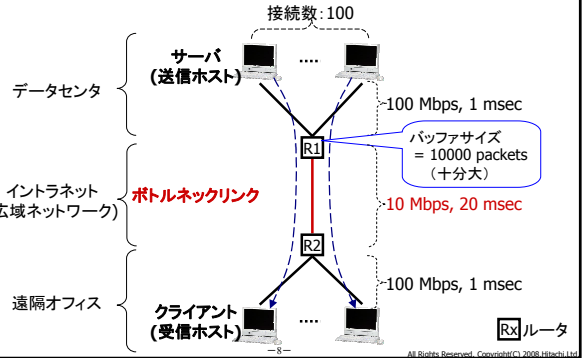 接続数：100
サーバ
(送信ホスト)
データセンタ
100 Mbps, 1 msec
R1
バッファサイズ
= 10000 packets
（十分大）
イントラネット
広域ネットワーク)
ボトルネックリンク
10 Mbps, 20 msec
R2
100 Mbps, 1 msec
遠隔オフィス
クライアント
(受信ホスト)
Rx ルータ
－8－
All Rights Reserved, Copyright(C) 2008,Hitachi,Ltd